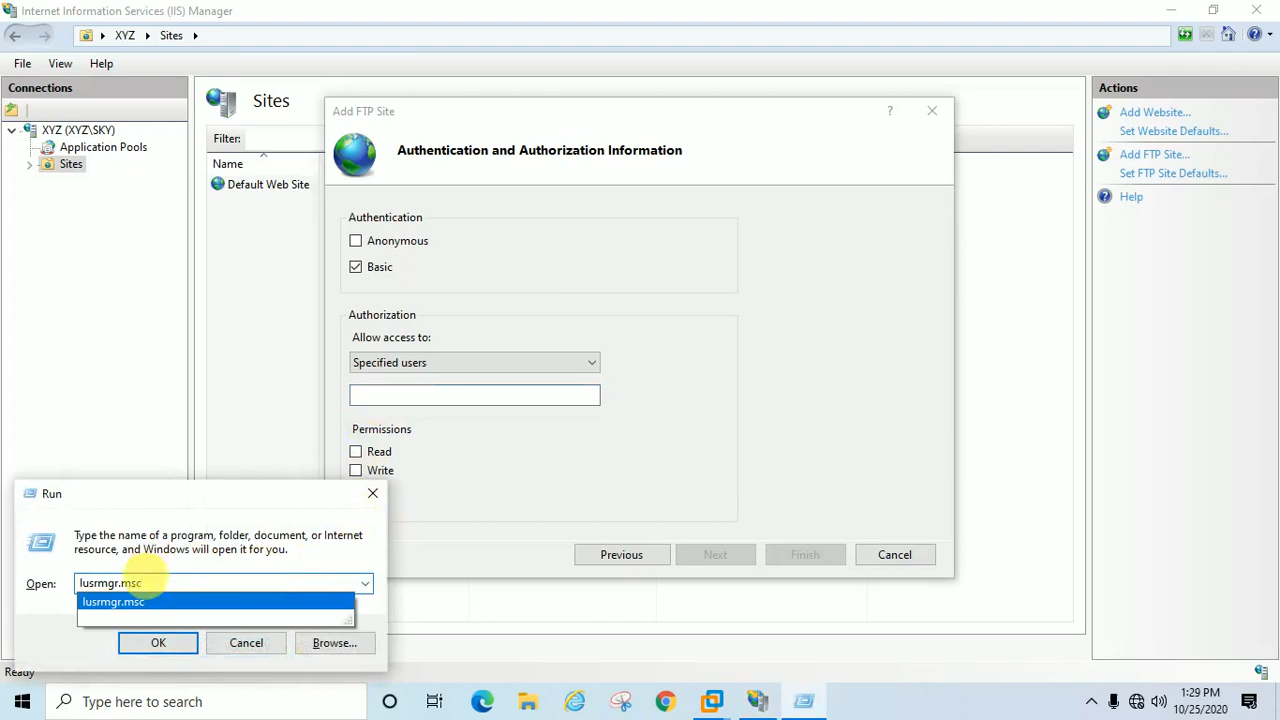 Internet Information Services (IIS) Manager
XYZ
Sites
File
View
Help
Connections
XYZ (XYZ\SKY)
Application Pools
Sites
Sites
Filter:
Name
Default Web Site
Add FTP Site
?
Authentication and Authorization Information
Authentication
Anonymous
Basic
Authorization
Allow access to:
Specified users
Permissions
Read
Write
Previous
Next
Finish
Cancel
Actions
Add Website...
Set Website Defaults...
Add FTP Site...
Set FTP Site Defaults...
Help
Run
Type the name of a program, folder, document, or Internet
resource, and Windows will open it for you.
Open:
lusrmgr.msc
lusrmgr.msc
OK
Cancel
Browse...
Ready
Type here to search
1:29 PM
10/25/2020